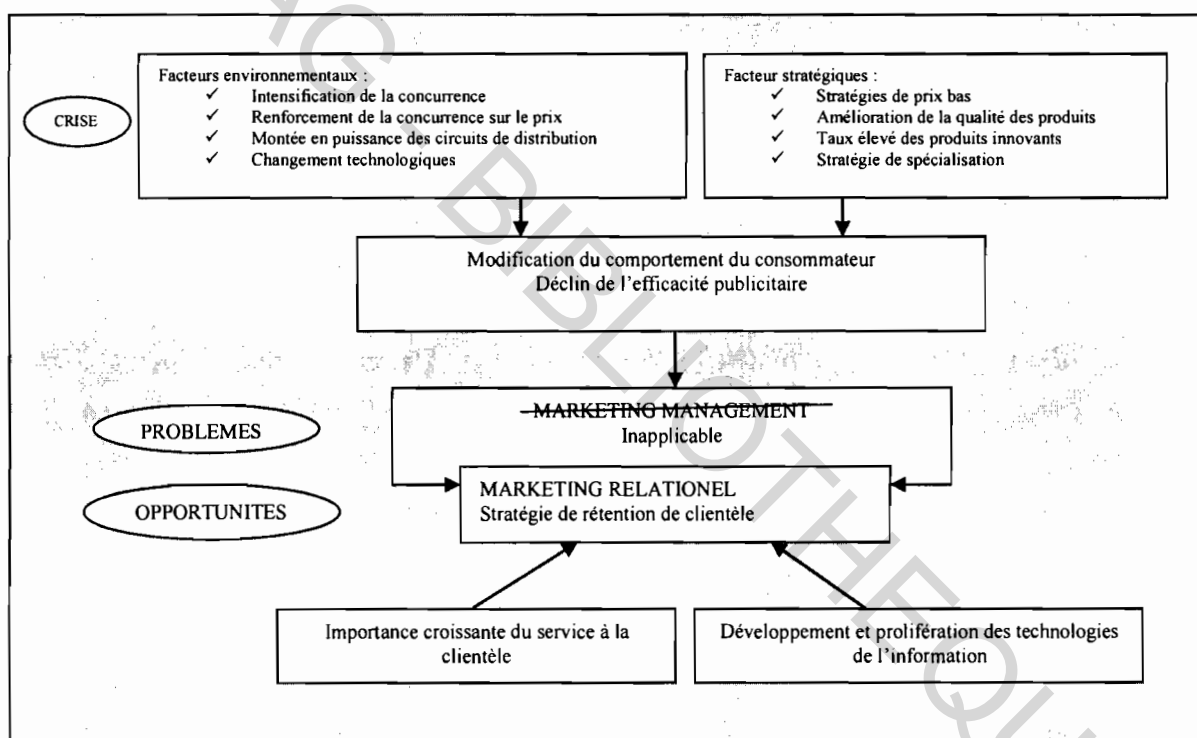 CRISE
Facteurs environnementaux :
✓ Intensification de la concurrence
✓ Renforcement de la concurrence sur le prix
✓ Montée en puissance des circuits de distribution
✓ Changement technologiques
Facteur stratégiques :
✓ Stratégies de prix bas
✓ Amélioration de la qualité des produits
✓ Taux élevé des produits innovants
✓ Stratégie de spécialisation
Modification du comportement du consommateur
Déclin de l'efficacité publicitaire
PROBLEMES
MARKETING MANAGEMENT
Inapplicable
OPPORTUNITES
MARKETING RELATIONEL
Stratégie de rétention de clientèle
Importance croissante du service à la
clientèle
Développement et prolifération des technologies
de l'information
AG - BIBLIOTHEQU